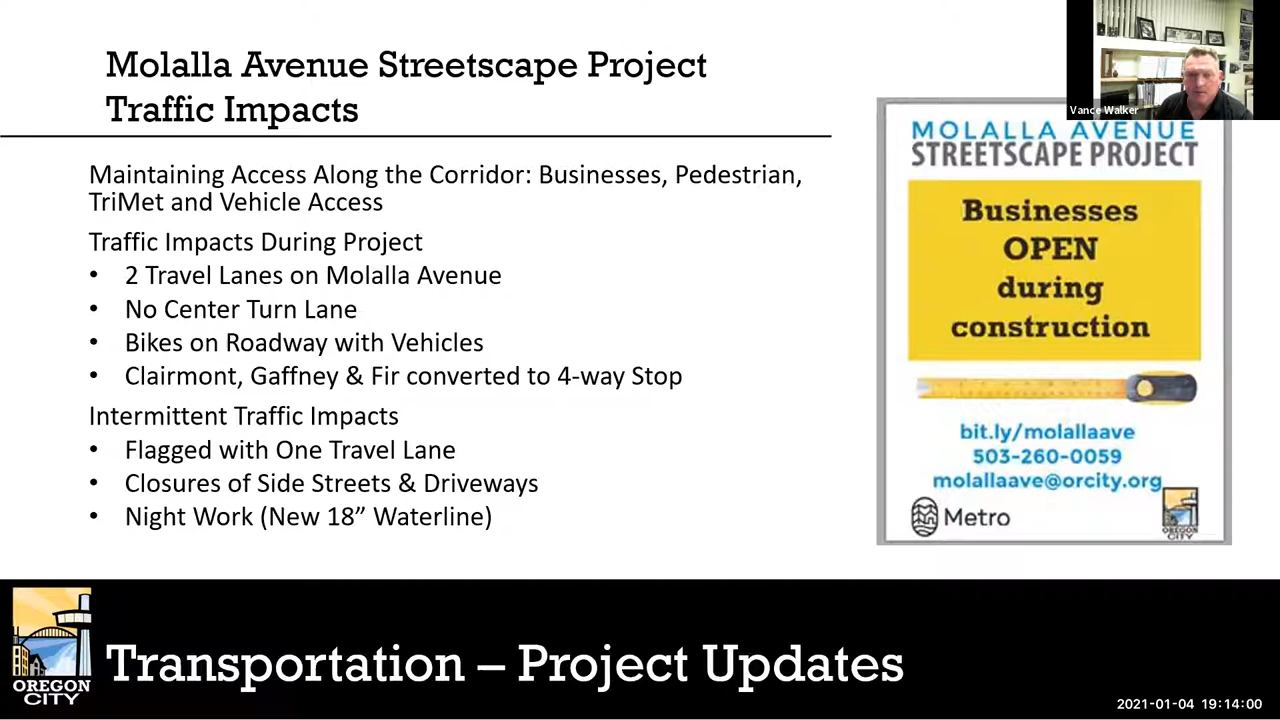 Molalla Avenue Streetscape Project
Traffic Impacts
Vance Walker
Maintaining Access Along the Corridor: Businesses, Pedestrian,
TriMet and Vehicle Access
Traffic Impacts During Project
• 2 Travel Lanes on Molalla Avenue
• No Center Turn Lane
• Bikes on Roadway with Vehicles
• Clairmont, Gaffney & Fir converted to 4-way Stop
Intermittent Traffic Impacts
• Flagged with One Travel Lane
• Closures of Side Streets & Driveways
• Night Work (New 18” Waterline)
MOLALLA AVENUE
STREETSCAPE PROJECT
Businesses
OPEN
during
construction
bit.ly/molallaave
503-260-0059
molallaave@orcity.org
Metro
OREGON
CITY
OREGON
CITY
Transportation – Project Updates
2021-01-04 19:14:00